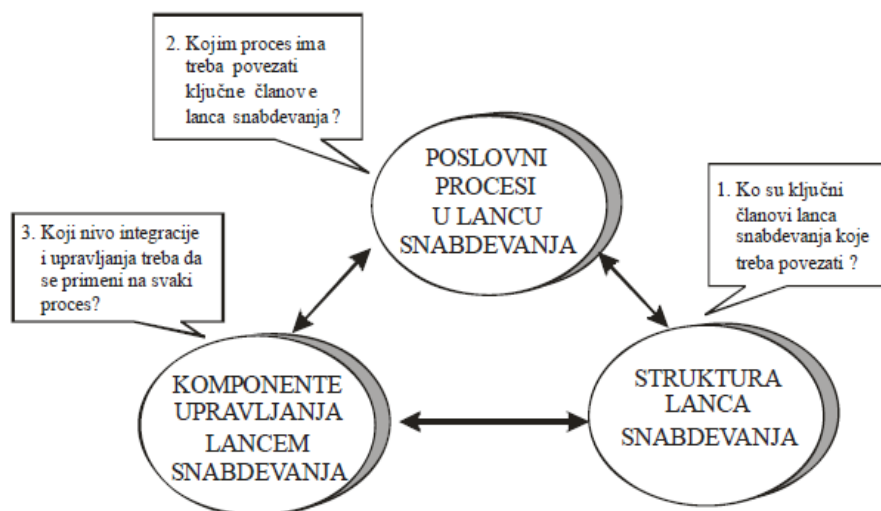 2. Kojim proces ima
treba povezati
ključne članove
lanca snabdevanja?
POSLOVNI
PROCESI
U LANCU
SNABDEVANJA
1. Ko su ključni
članovi lanca
snabdevanja koje
treba povezati ?
3. Koji nivo integracije
i upravljanja treba da
se primeni na svaki
proces?
KOMPONENTE
UPRAVLJANJA
LANCEM
SNABDEVANJA
STRUKTURA
LANCA
SNABDEVANJA